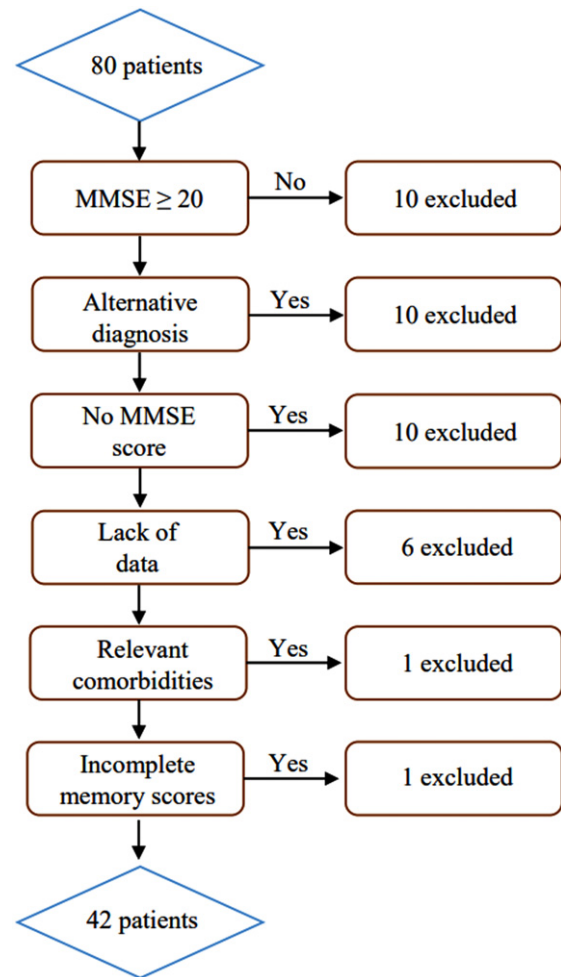 80 patients
MMSE ≥ 20
No
10 excluded
Alternative
diagnosis
Yes
10 excluded
No MMSE
score
Yes
10 excluded
Lack of
data
Yes
6 excluded
Relevant
comorbidities
Yes
1 excluded
Incomplete
memory scores
Yes
1 excluded
42 patients